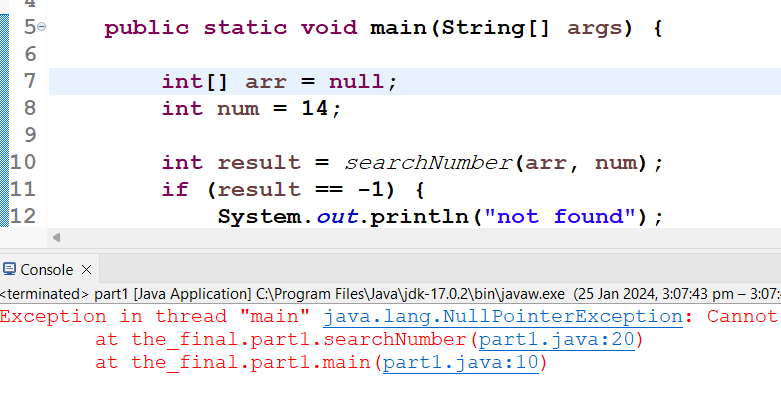 4
5 public static void main(String[] args) {
6
7 int[] arr = null;
8 int num = 14;
9
10 int result = searchNumber(arr, num);
11 if (result == -1) {
12 System.out.println("not found");
Console
<terminated> part1 [Java Application] C:\Program Files\Java\jdk-17.0.2\bin\javaw.exe (25 Jan 2024, 3:07:43 pm – 3:07:
Exception in thread "main" java.lang.NullPointerException: Cannot
at the_final.part1.searchNumber(part1.java:20)
at the_final.part1.main(part1.java:10)